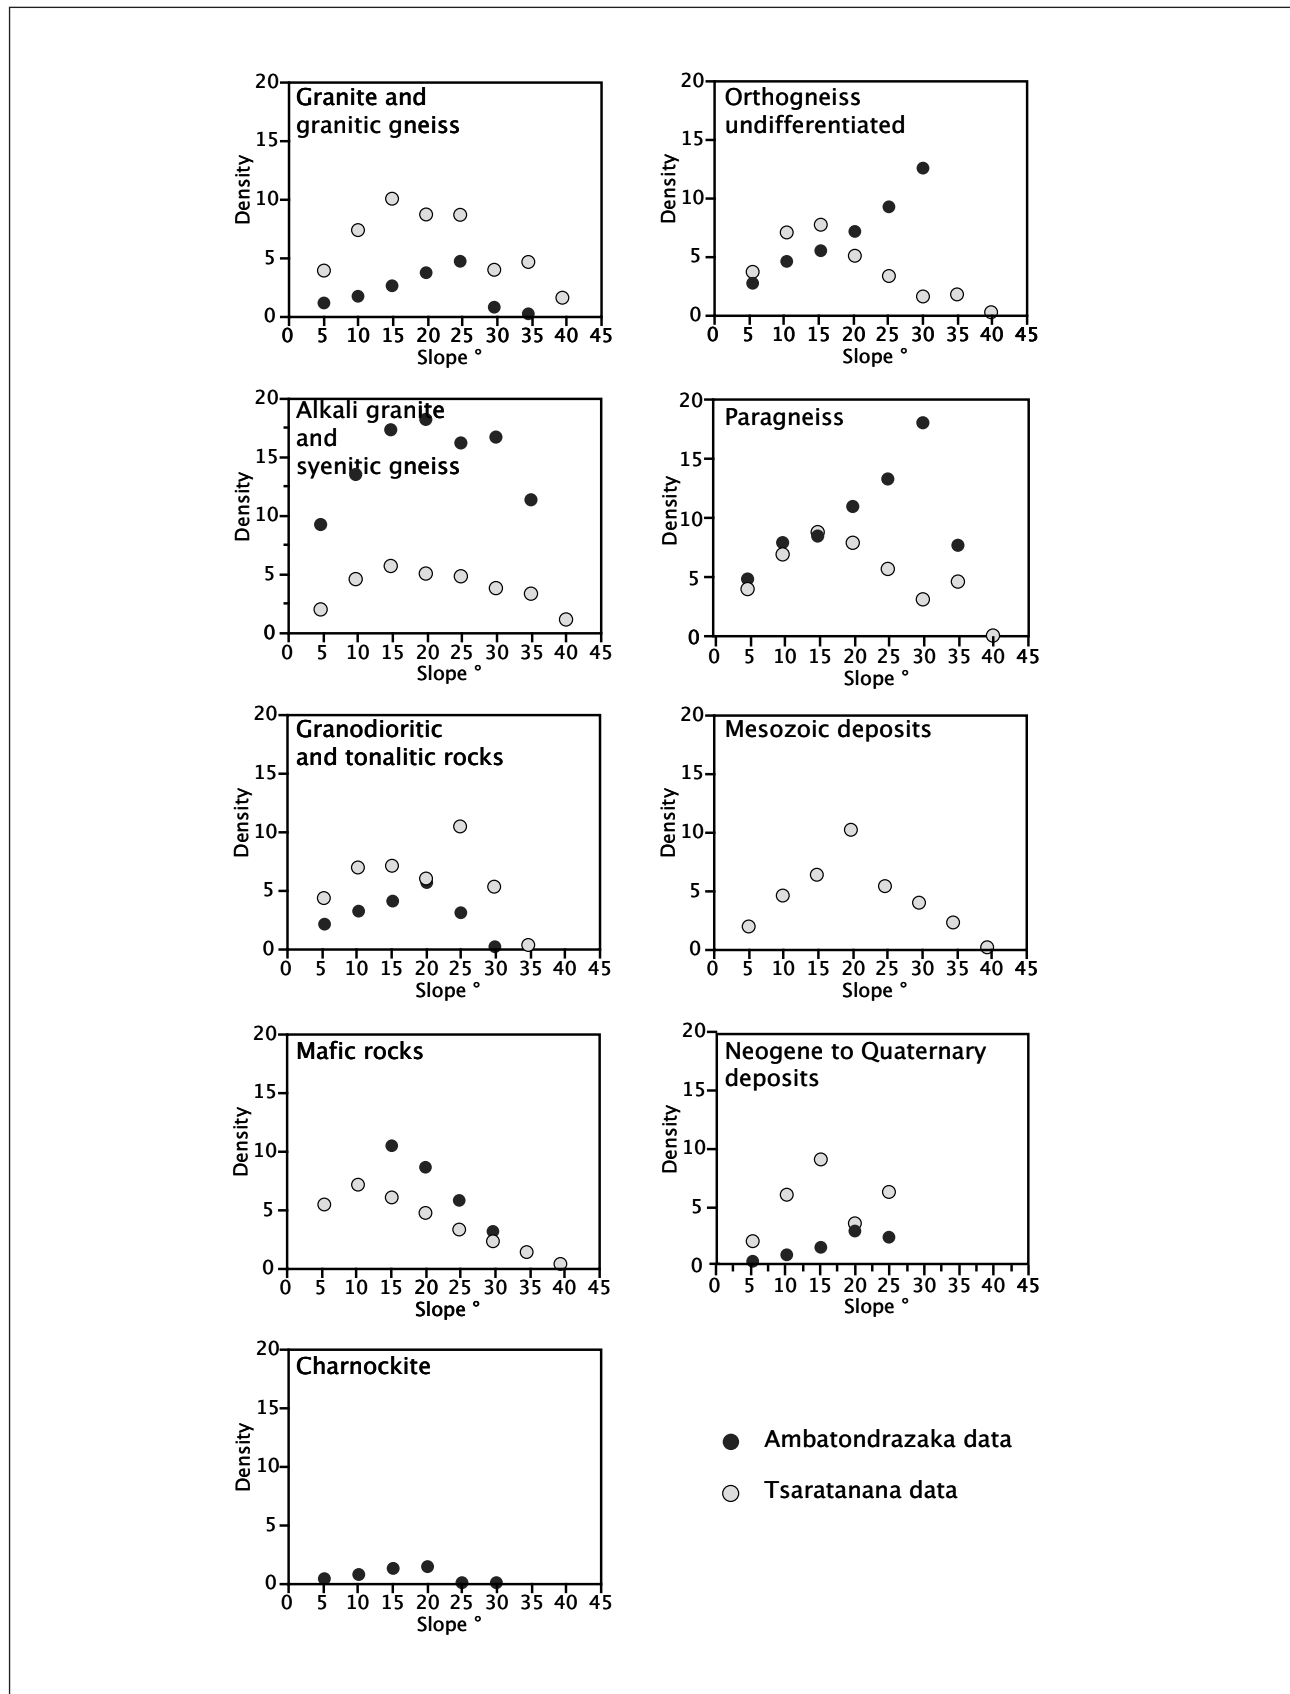 Granite and
granitic gneiss
Density
20
15
10
5
0
0 5 10 15 20 25 30 35 40 45
Slope °
Orthogneiss
undifferentiated
Density
20
15
10
5
0
0 5 10 15 20 25 30 35 40 45
Slope °
Alkali granite
and
syenitic gneiss
Density
20
15
10
5
0
0 5 10 15 20 25 30 35 40 45
Slope °
Paragneiss
Density
20
15
10
5
0
0 5 10 15 20 25 30 35 40 45
Slope °
Granodioritic
and tonalitic rocks
Density
20
15
10
5
0
0 5 10 15 20 25 30 35 40 45
Slope °
Mesozoic deposits
Density
20
15
10
5
0
0 5 10 15 20 25 30 35 40 45
Slope °
Mafic rocks
Density
20
15
10
5
0
0 5 10 15 20 25 30 35 40 45
Slope °
Neogene to Quaternary
deposits
Density
20
15
10
5
0
0 5 10 15 20 25 30 35 40 45
Slope °
Charnockite
Density
20
15
10
5
0
0 5 10 15 20 25 30 35 40 45
Slope °
Ambatondrazaka data
Tsaratanana data